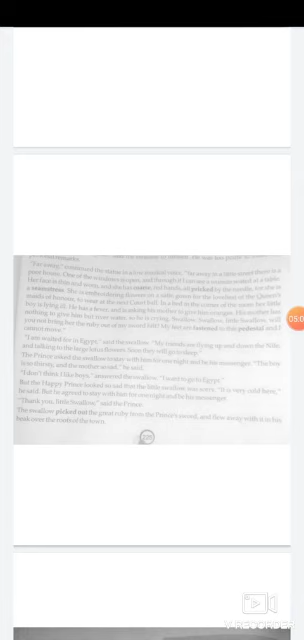 "Far away," continued the statue in a low musical voice, "far away in a little street there is a
poor house. One of the windows is open, and through it I can see a woman seated at a table.
Her face is thin and worn, and she has coarse, red hands, all pricked by the needle, for she is
a seamstress. She is embroidering flowers on a satin gown for the loveliest of the Queen's
maids of honour, to wear at the next Court ball. In a bed in the corner of the room her little
boy is lying ill. He has a fever, and is asking his mother to give him oranges. His mother has
nothing to give him but river water, so he is crying. Swallow, Swallow, little Swallow, will
you not bring her the ruby out of my sword hilt? My feet are fastened to this pedestal and I
cannot move."
"I am waited for in Egypt," said the swallow. "My friends are flying up and down the Nile,
and talking to the large lotus flowers. Soon they will go to sleep."
The Prince asked the swallow to stay with him for one night and be his messenger. "The boy
is so thirsty, and the mother so sad," he said.
"I don't think I like boys," answered the swallow. "I want to go to Egypt."
But the Happy Prince looked so sad that the little swallow was sorry. "It is very cold here,"
he said. But he agreed to stay with him for one night and be his messenger.
"Thank you, little Swallow," said the Prince.
The swallow picked out the great ruby from the Prince's sword, and flew away with it in his
beak over the roofs of the town.
05:0
V RECORDER